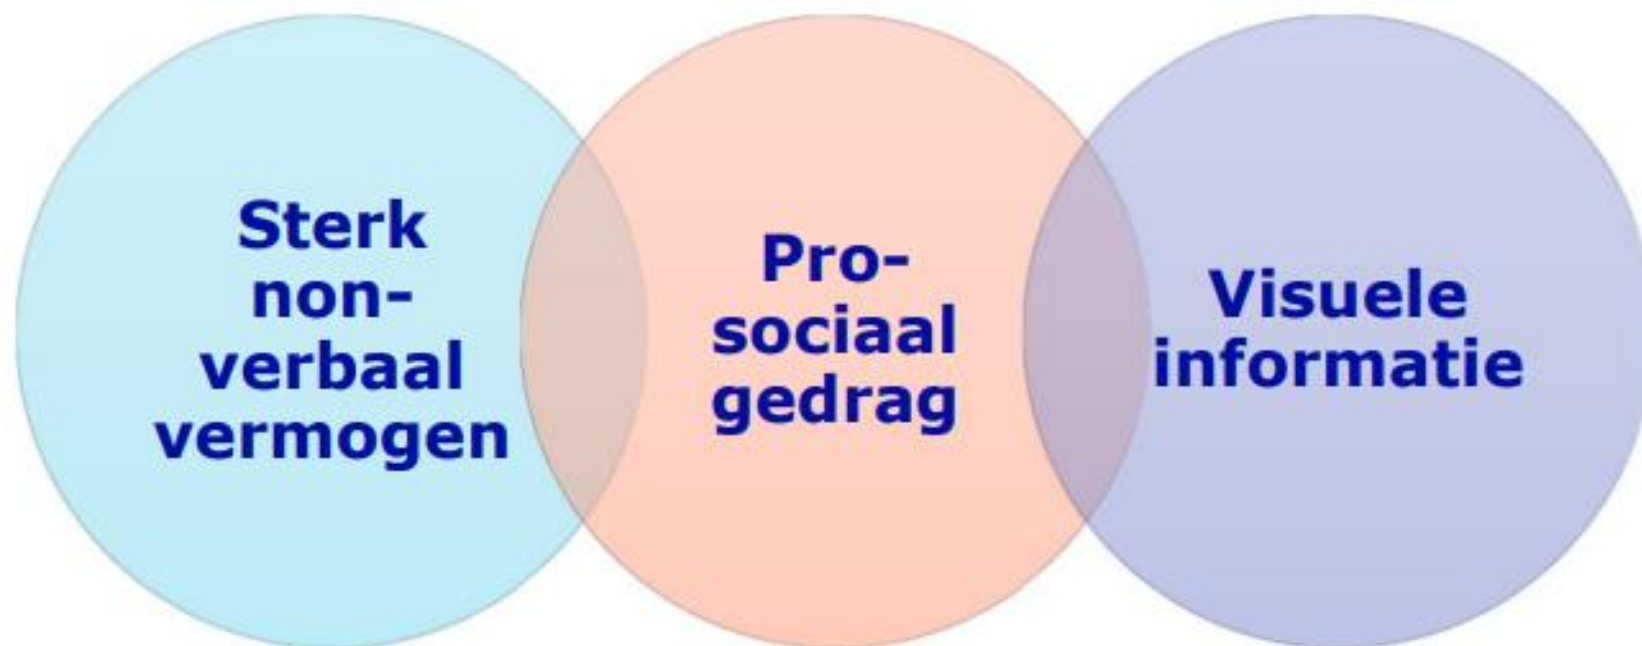 Sterk
non-
verbaal
vermogen
Pro-
sociaal
gedrag
Visuele
informatie